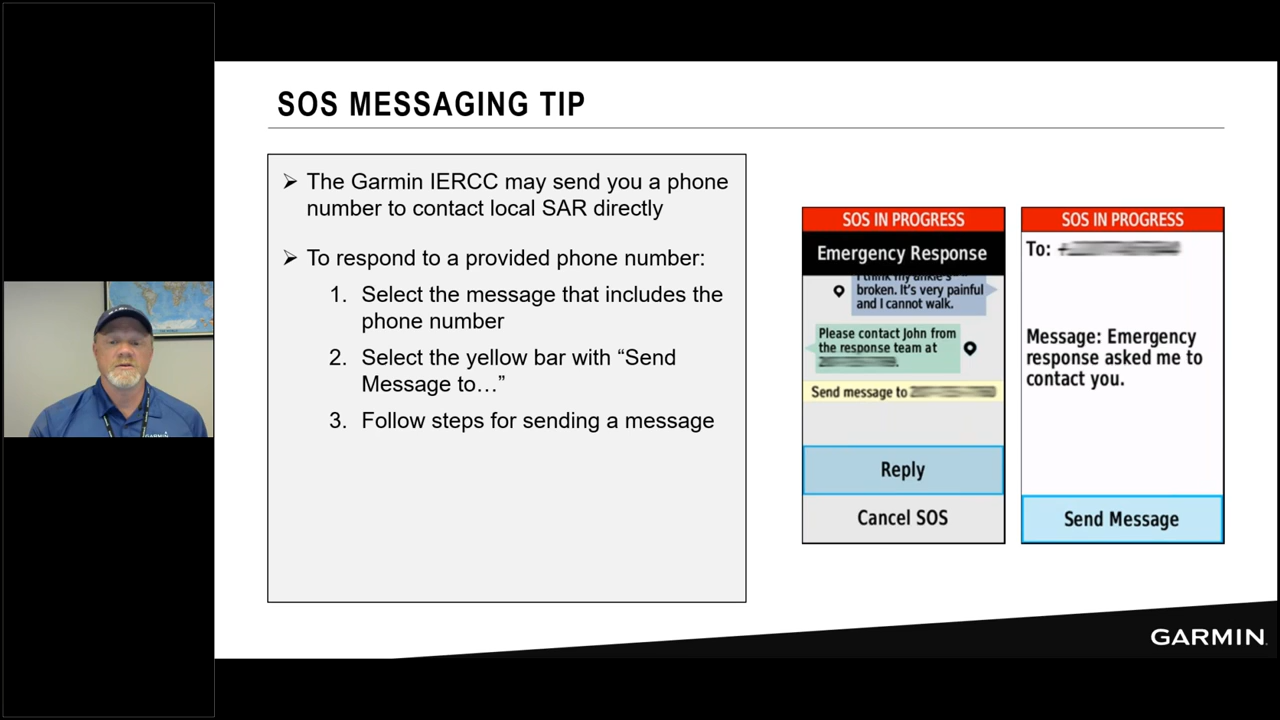 SOS MESSAGING TIP
The Garmin IERCC may send you a phone
number to contact local SAR directly
To respond to a provided phone number:
1. Select the message that includes the
phone number
2. Select the yellow bar with “Send
Message to…”
3. Follow steps for sending a message
SOS IN PROGRESS
Emergency Response
I think my ankle's
broken. It's very painful
and I cannot walk.
Please contact John from
the response team at
Send message to
Reply
Cancel SOS
SOS IN PROGRESS
To:
Message: Emergency
response asked me to
contact you.
Send Message
GARMIN
GARMIN